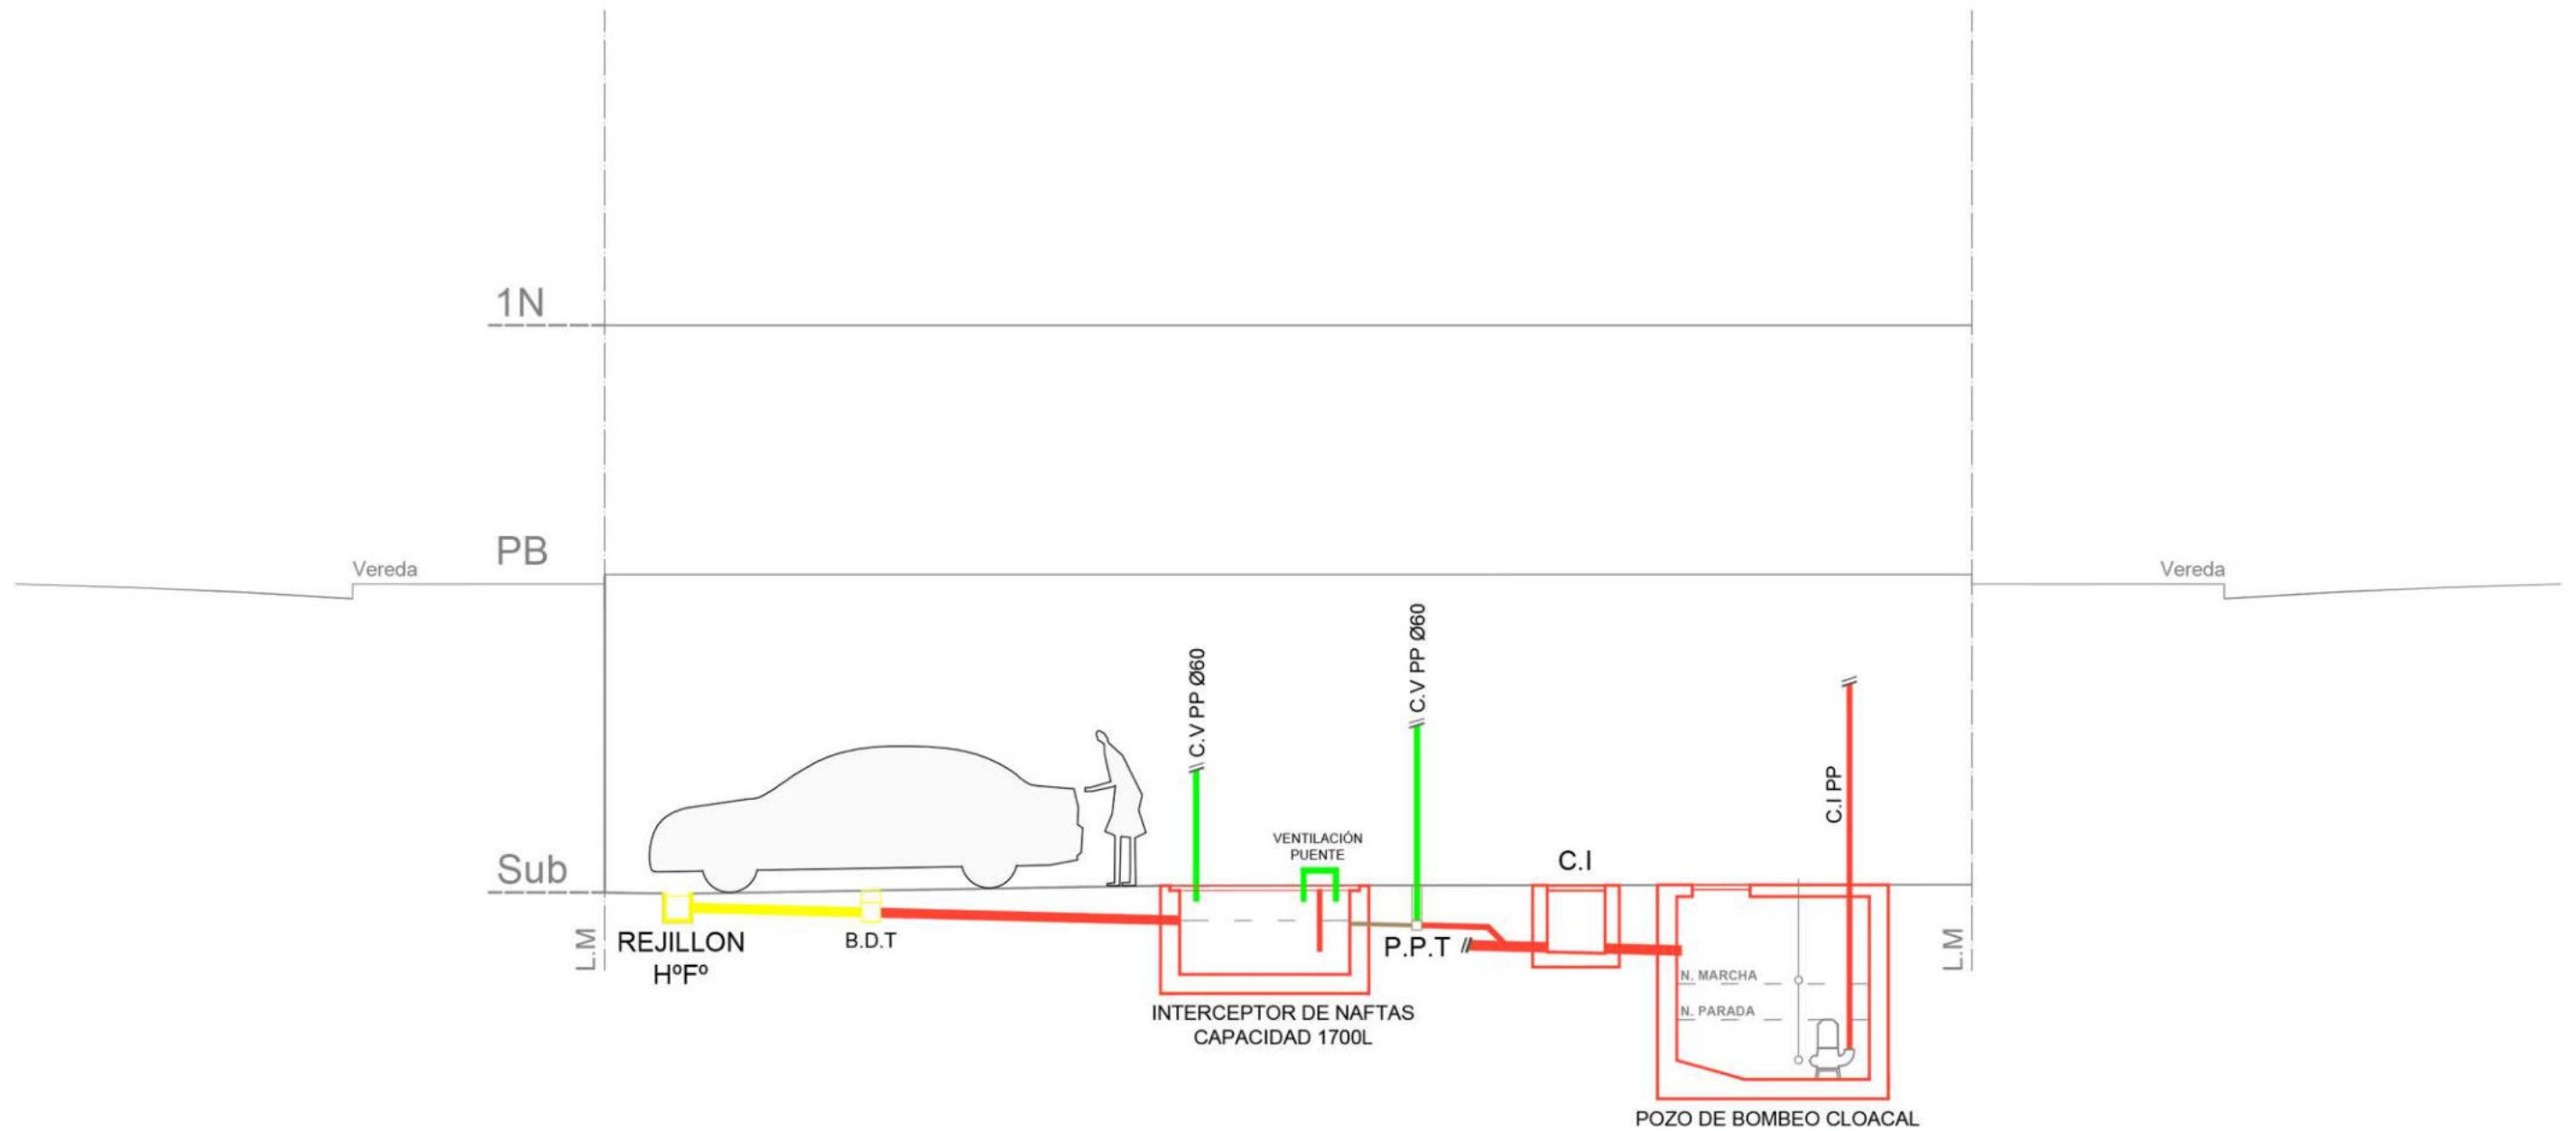 1N
PB
Vereda
Vereda
C.V PP Ø60
C.V PP Ø60
C.I PP
VENTILACIÓN
PUENTE
C.I
Sub
L.M
REJILLON
HºFº
B.D.T
P.P.T
L.M
N. MARCHA
N. PARADA
INTERCEPTOR DE NAFTAS
CAPACIDAD 1700L
POZO DE BOMBEO CLOACAL